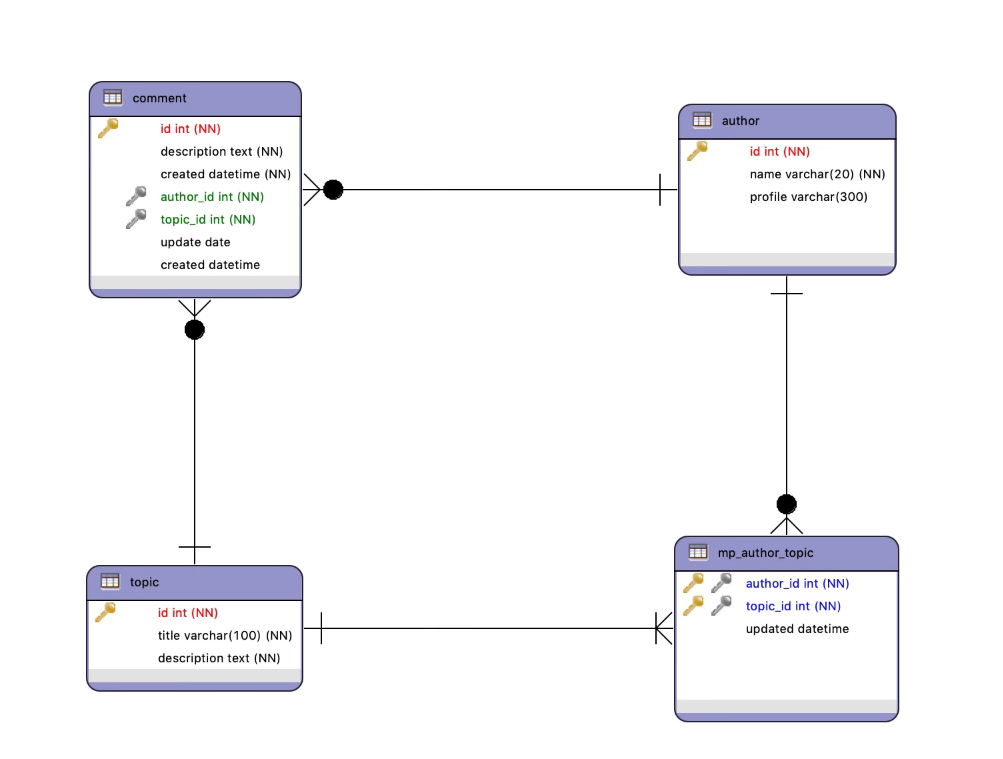 comment
id int (NN)
description text (NN)
created datetime (NN)
author_id int (NN)
topic_id int (NN)
update date
created datetime
author
id int (NN)
name varchar(20) (NN)
profile varchar(300)
topic
id int (NN)
title varchar(100) (NN)
description text (NN)
mp_author_topic
author_id int (NN)
topic_id int (NN)
updated datetime